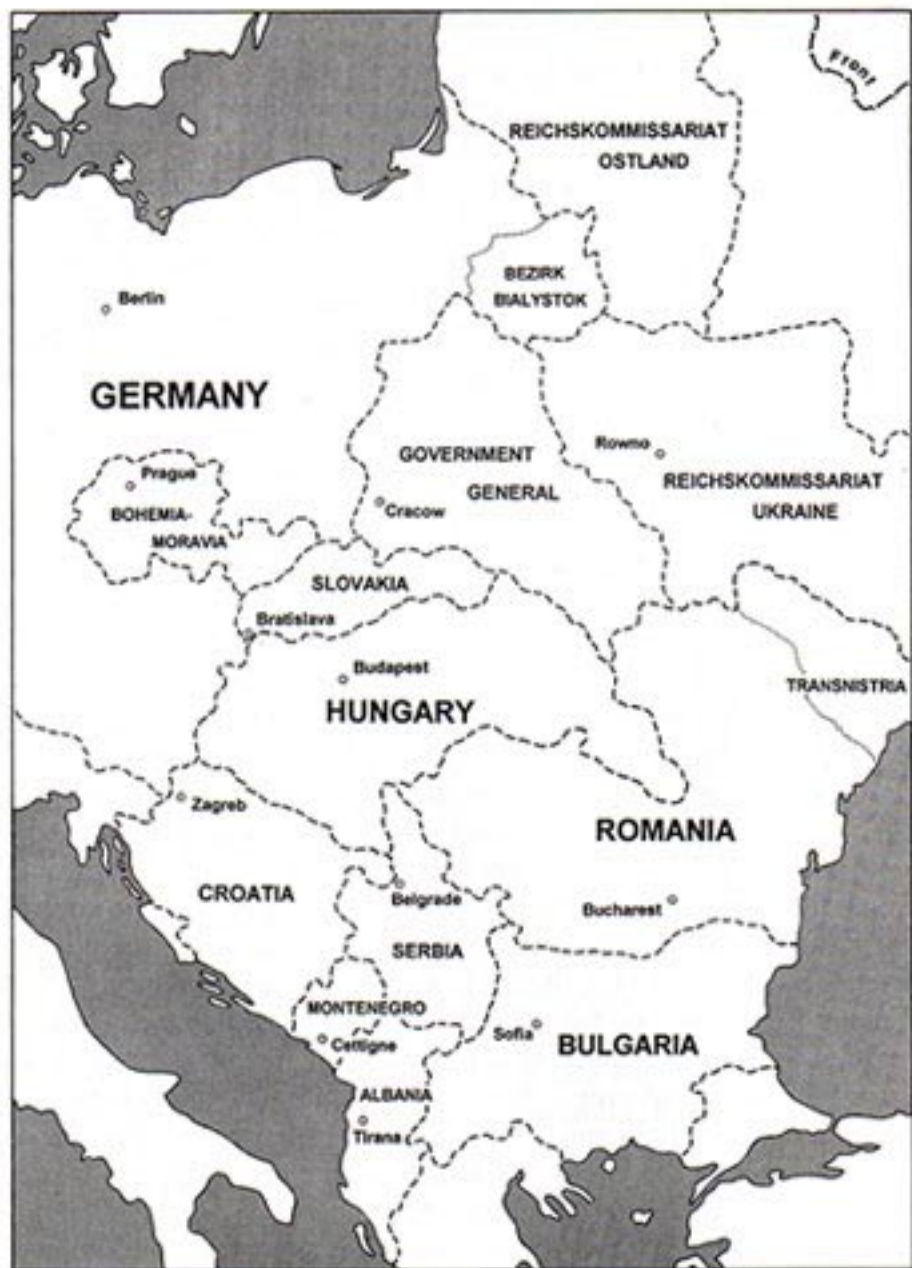 Front
REICHSKOMMISSARIAT
OSTLAND
BEZIRK
BIALYSTOK
Berlin
GERMANY
Prague
BOHEMIA-
MORAVIA
GOVERNMENT
GENERAL
Cracow
Rowno
REICHSKOMMISSARIAT
UKRAINE
SLOVAKIA
Bratislava
Budapest
HUNGARY
TRANSNISTRIA
Zagreb
ROMANIA
CROATIA
Belgrade
Bucharest
SERBIA
MONTENEGRO
Cettigne
Sofia
BULGARIA
ALBANIA
Tirana